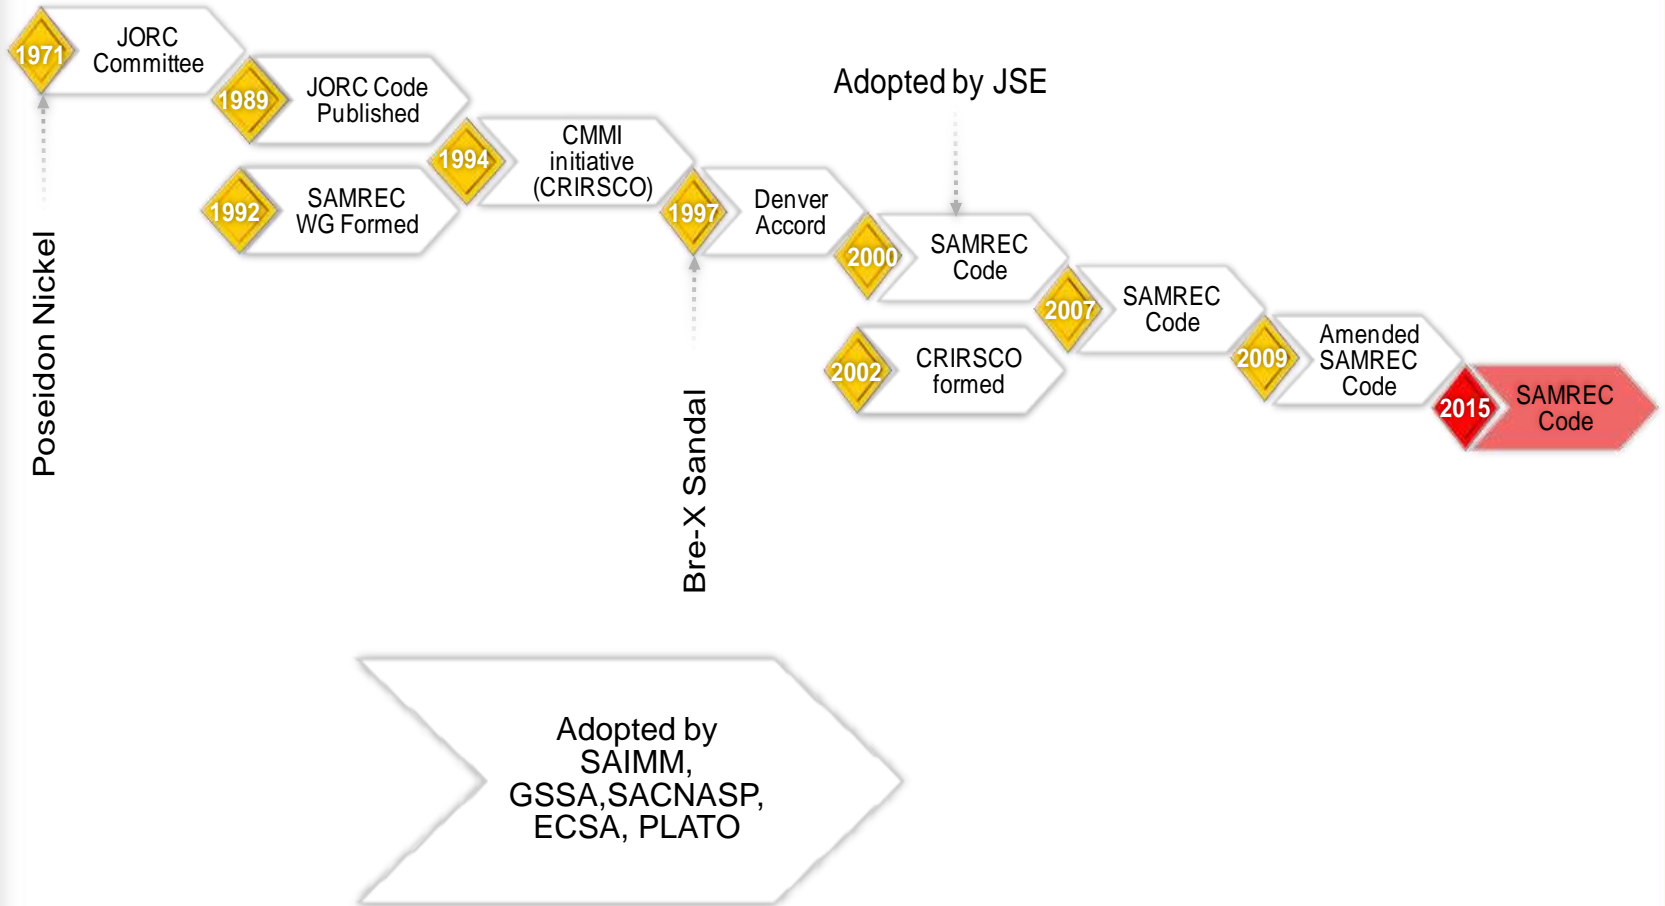 1971
JORC
Committee
1989
JORC Code
Published
1992
SAMREC
WG Formed
1994
CMMI
initiative
(CRIRSCO)
1997
Denver
Accord
Adopted by JSE
2000
SAMREC
Code
2002
CRIRSCO
formed
2007
SAMREC
Code
2009
Amended
SAMREC
Code
2015
SAMREC
Code
Poseidon Nickel
Bre-X Sandal
Adopted by
SAIMM,
GSSA,SACNASP,
ECSA, PLATO